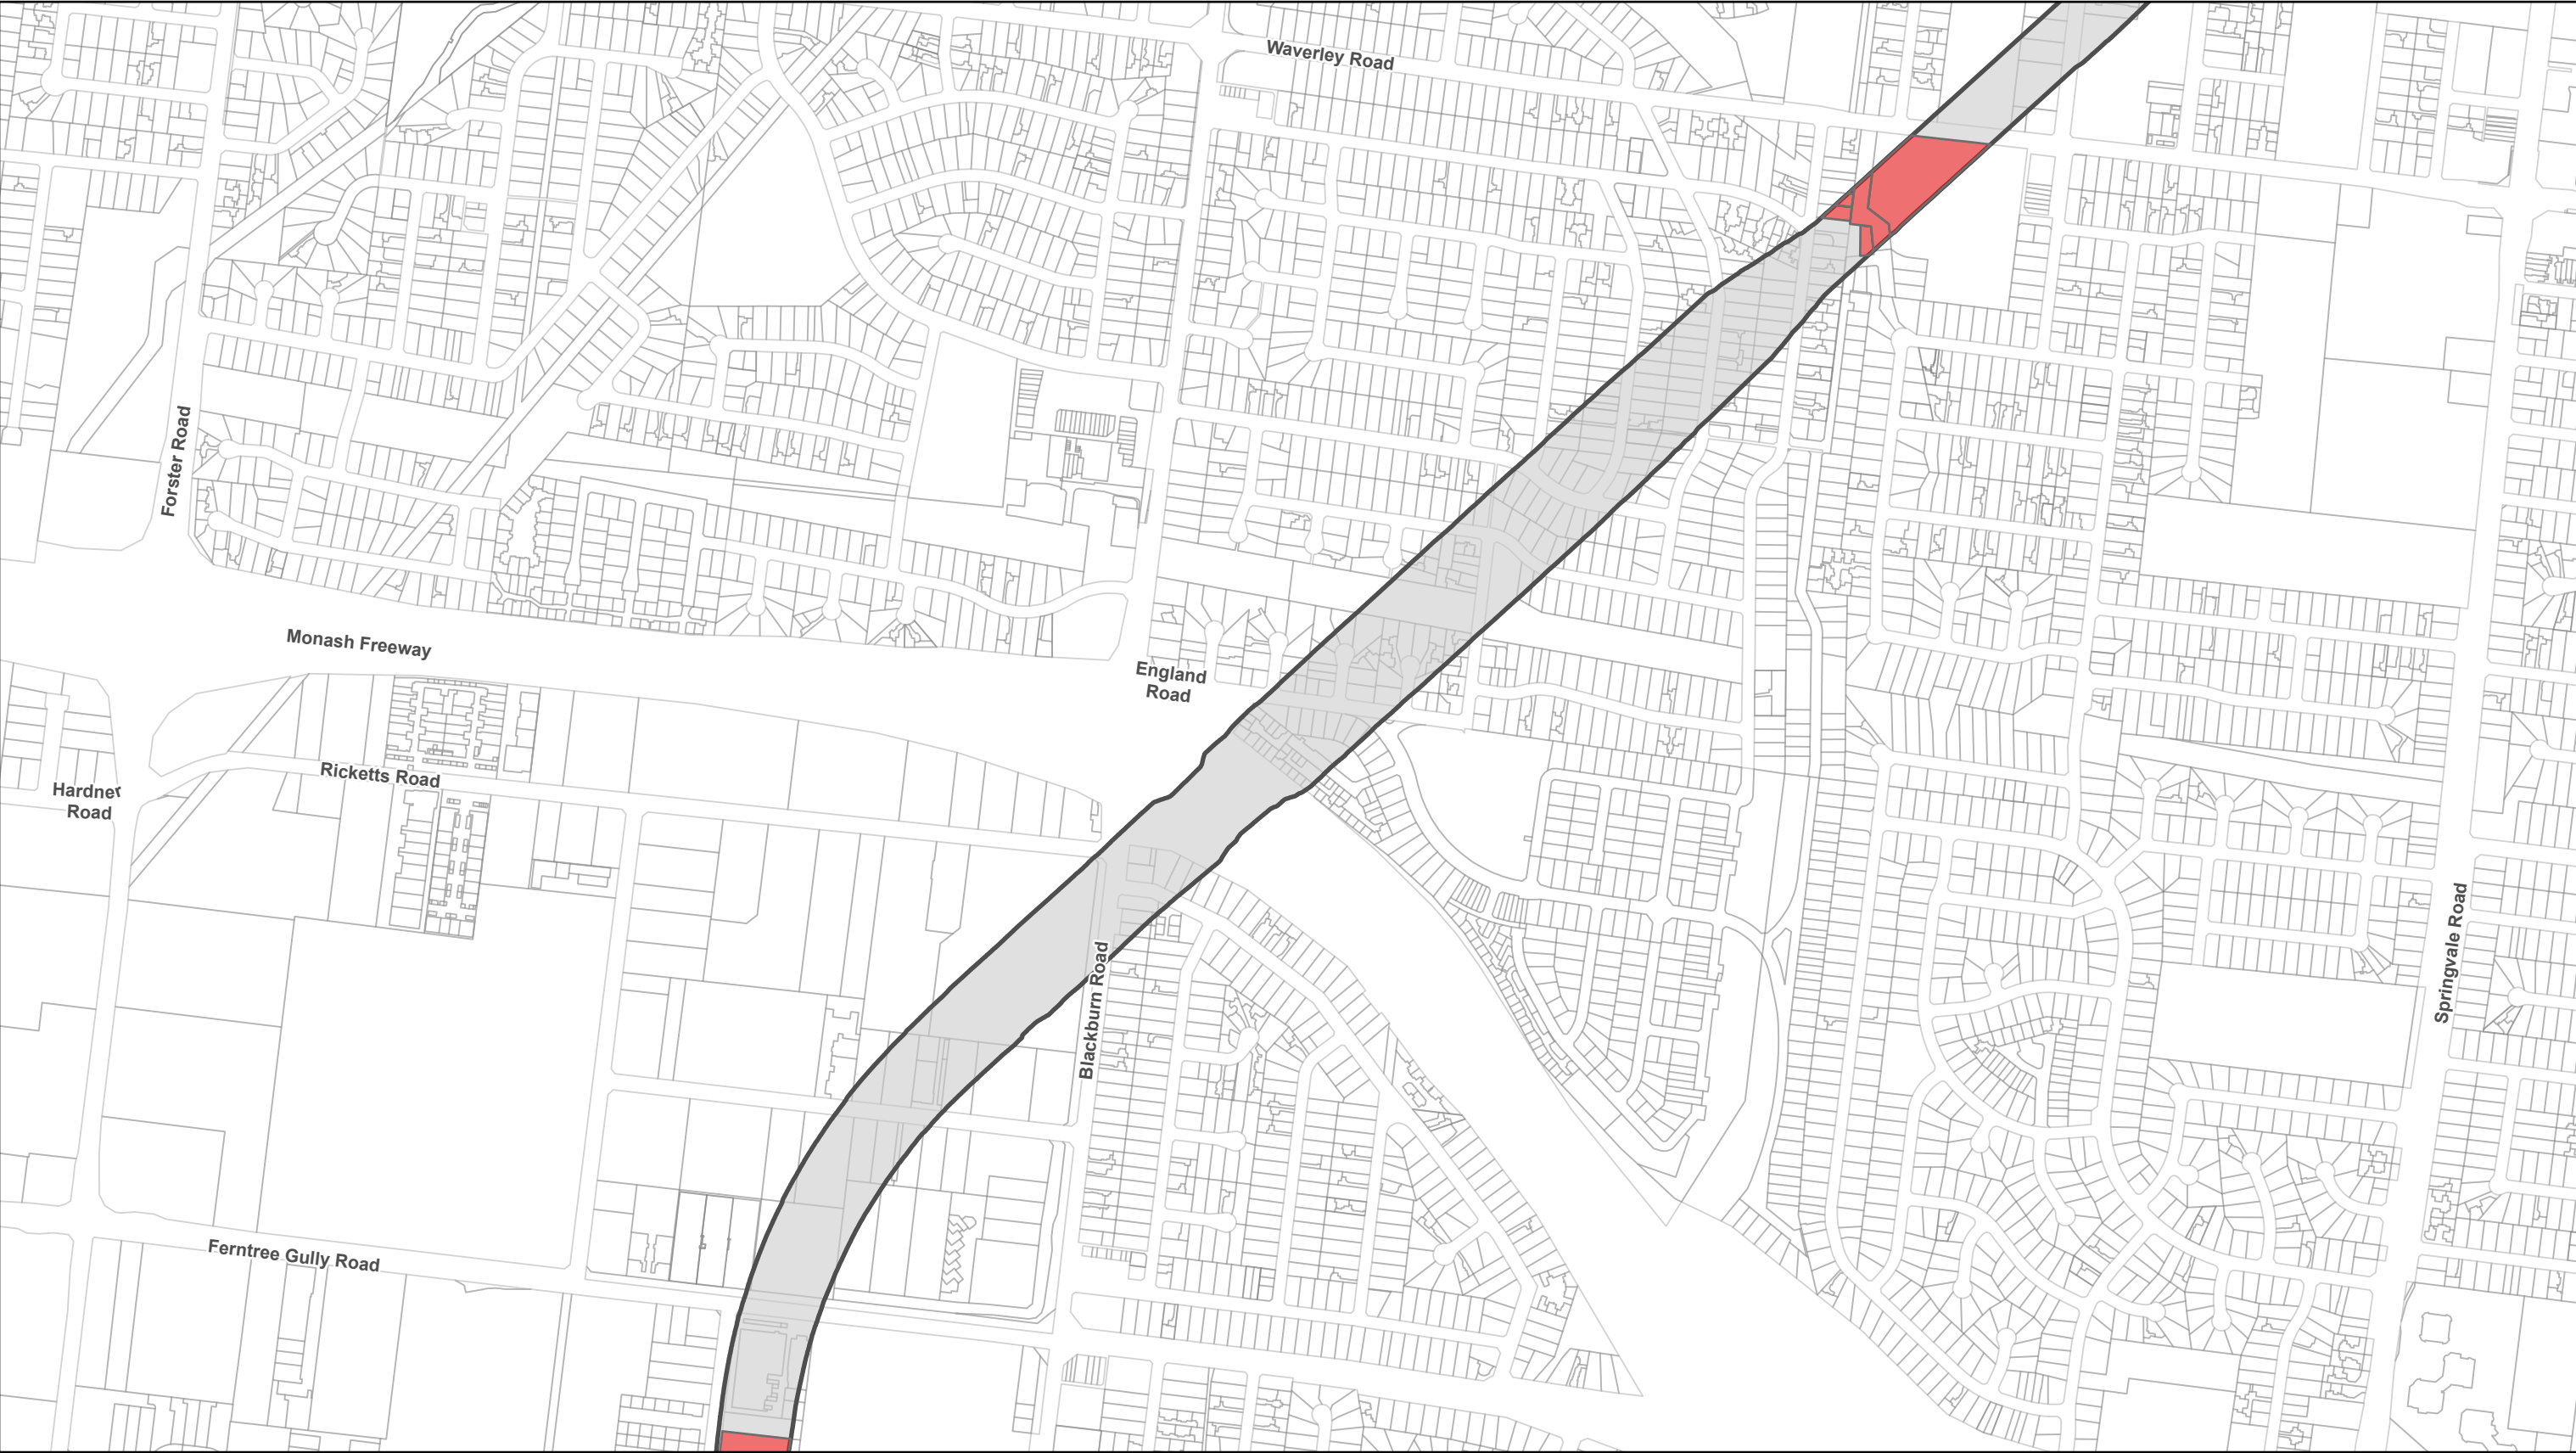 Waverley Road
Forster Road
Monash Freeway
England
Road
Ricketts Road
Hardner
Road
Springvale Road
Blackburn Road
Ferntree Gully Road